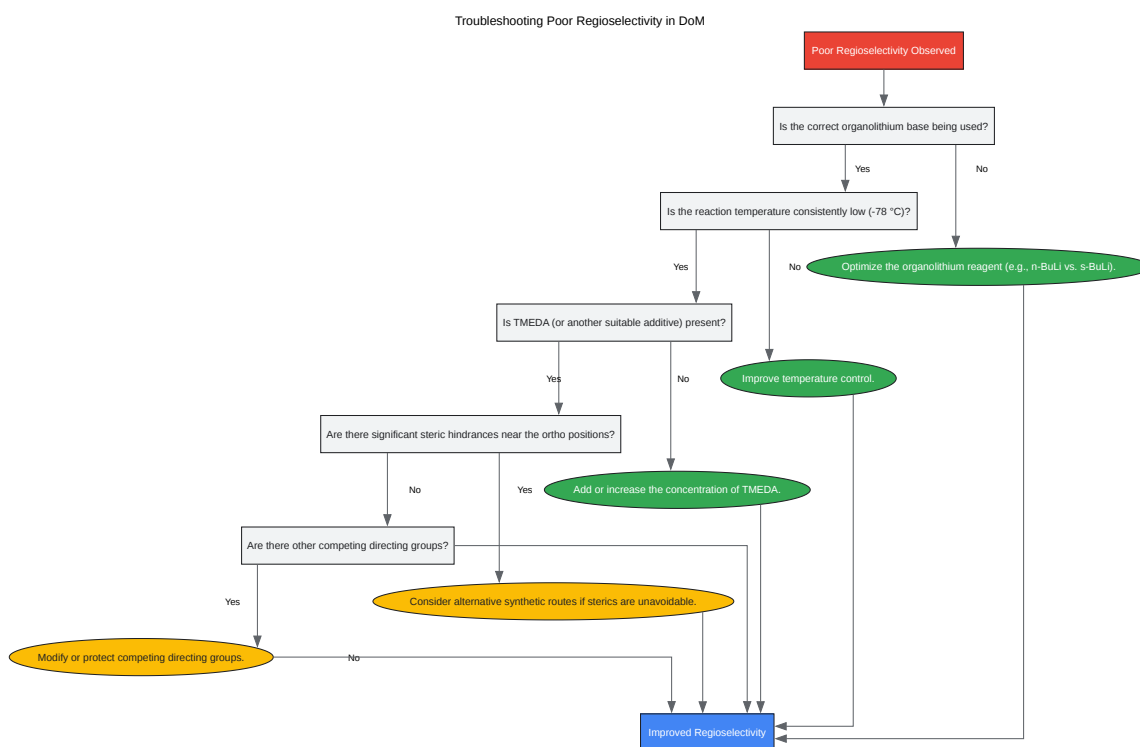 Troubleshooting Poor Regioselectivity in DoM
Poor Regioselectivity Observed
Is the correct organolithium base being used?
Yes
No
Is the reaction temperature consistently low (-78 °C)?
Yes
No
Optimize the organolithium reagent (e.g., n-BuLi vs. s-BuLi).
Is TMEDA (or another suitable additive) present?
Yes
No
Improve temperature control.
Are there significant steric hindrances near the ortho positions?
No
Yes
Add or increase the concentration of TMEDA.
Are there other competing directing groups?
Yes
Consider alternative synthetic routes if sterics are unavoidable.
Modify or protect competing directing groups.
No
Improved Regioselectivity